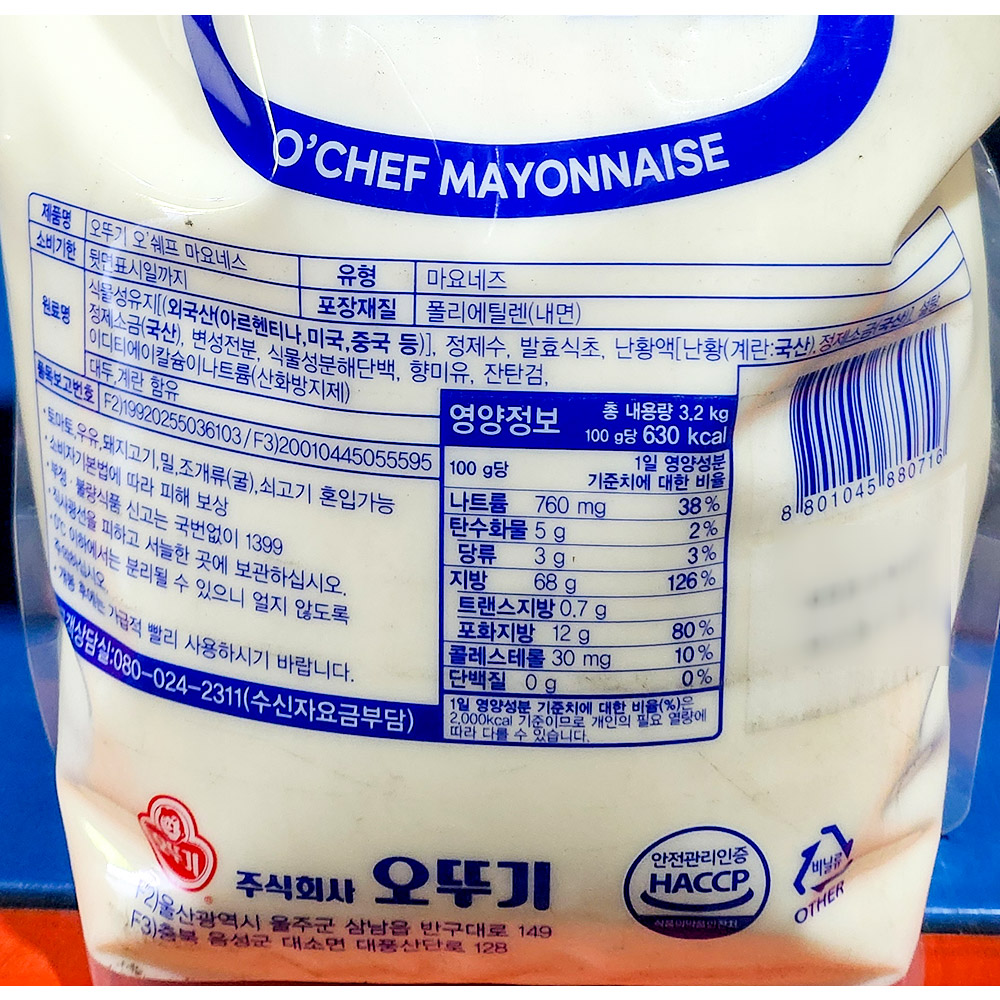 O'CHEF MAYONNAISE
제품명 오뚜기 오'쉐프 마요네스
소비기한 뒷면표시일까지 유형 마요네즈
포장재질 폴리에틸렌(내면)
원료명 식물성유지[(외국산(아르헨티나,미국,중국 등)], 정제수, 발효식초, 난황액[난황(계란:국산),정제소금(국산)], 설탕,
정제소금(국산), 변성전분, 식물성분해단백, 향미유, 잔탄검,
이디티에이칼슘이나트륨(산화방지제)
대두,계란 함유
품목보고번호 F2)19920255036103/F3)20010445055595
·토마토,우유,돼지고기,밀,조개류(굴),쇠고기 혼입가능
·소비자기본법에 따라 피해 보상
·부정·불량식품 신고는 국번없이 1399
·직사광선을 피하고 서늘한 곳에 보관하십시오.
·0℃ 이하에서는 분리될 수 있으니 얼지 않도록
주의하십시오.
·개봉 후에는 가급적 빨리 사용하시기 바랍니다.
상담실:080-024-2311(수신자요금부담)
영양정보 총 내용량 3.2 kg
100 g당 630 kcal
100 g당 1일 영양성분
기준치에 대한 비율
나트륨 760 mg 38%
탄수화물 5 g 2%
당류 3 g 3%
지방 68 g 126%
트랜스지방 0.7 g
포화지방 12 g 80%
콜레스테롤 30 mg 10%
단백질 0 g 0%
1일 영양성분 기준치에 대한 비율(%)은
2,000kcal 기준이므로 개인의 필요 열량에
따라 다를 수 있습니다.
8 801045 880716
오뚜기
주식회사 오뚜기
F2)울산광역시 울주군 삼남읍 반구대로 149
F3)충북 음성군 대소면 대풍산단로 128
안전관리인증
HACCP
식품의약품안전처
비닐류
OTHER